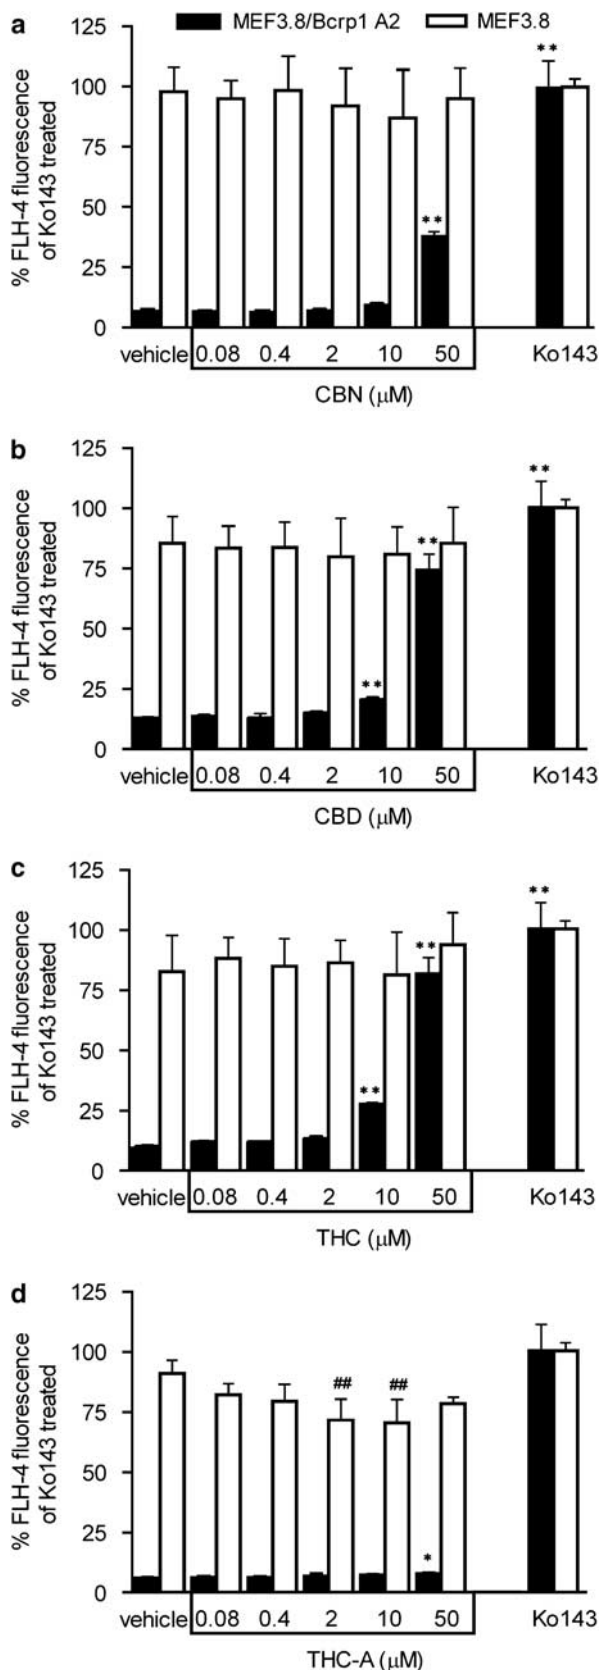 a
MEF3.8/Bcrp1 A2 MEF3.8
% FLH-4 fluorescence
of Ko143 treated
125
100
75
50
25
0
**
**
vehicle 0.08 0.4 2 10 50 Ko143
CBN (μM)
b
% FLH-4 fluorescence
of Ko143 treated
125
100
75
50
25
0
**
**
**
vehicle 0.08 0.4 2 10 50 Ko143
CBD (μM)
c
% FLH-4 fluorescence
of Ko143 treated
125
100
75
50
25
0
**
**
**
vehicle 0.08 0.4 2 10 50 Ko143
THC (μM)
d
% FLH-4 fluorescence
of Ko143 treated
125
100
75
50
25
0
## ##
*
vehicle 0.08 0.4 2 10 50 Ko143
THC-A (μM)